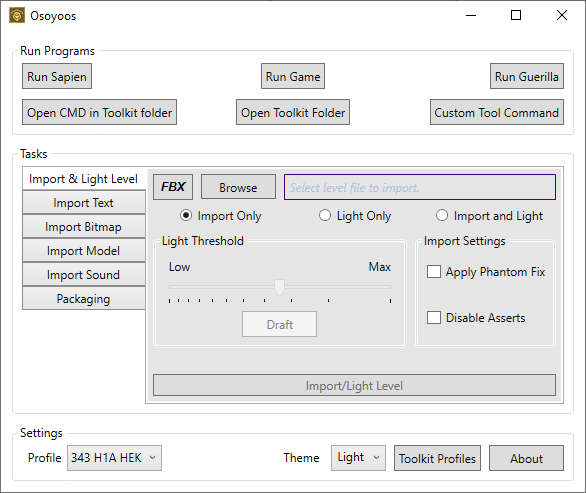 Osoyoos
Run Programs
Run Sapien
Run Game
Run Guerilla
Open CMD in Toolkit folder
Open Toolkit Folder
Custom Tool Command
Tasks
Import & Light Level
Import Text
Import Bitmap
Import Model
Import Sound
Packaging
FBX
Browse
Select level file to import.
Import Only
Light Only
Import and Light
Light Threshold
Low
Max
Draft
Import Settings
Apply Phantom Fix
Disable Asserts
Import/Light Level
Settings
Profile
343 H1A HEK
Theme
Light
Toolkit Profiles
About